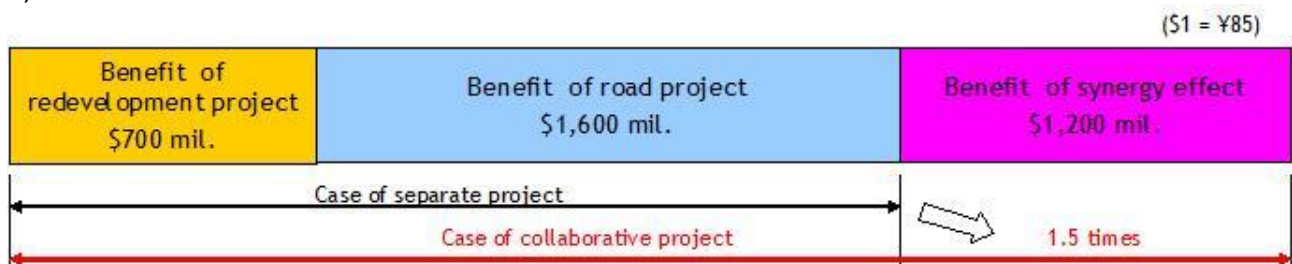 ($1 = ¥85)
Benefit of
redevelopment project
$700 mil.
Benefit of road project
$1,600 mil.
Benefit of synergy effect
$1,200 mil.
Case of separate project
Case of collaborative project
1.5 times